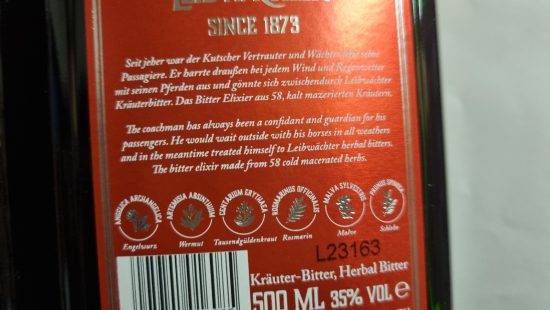 SINCE 1873
Seit jeher war der Kutscher Vertrauter und Wächter seine
Passagiere. Er harrte draußen bei jedem Wind und Regenwetter
mit seinen Pferden aus und gönnte sich zwischendurch Leibwächter
Kräuterbitter. Das Bitter Elixier aus 58, kalt mazerierten Kräutern.
The coachman has always been a confidant and guardian for his
passengers. He would wait outside with his horses in all weathers
and in the meantime treated himself to Leibwächter herbal bitters.
The bitter elixir made from 58 cold macerated herbs.
ANGELICA ARCHANGELICA ARTEMISIA ABSINTHIUM CENTAURIUM ERYTHRAEA ROSMARINUS OFFICINALIS MALVA SYLVESTRIS PRUNUS SPINOSA
Engelwurz Wermut Tausendgüldenkraut Rosmarin Malve Schlehe
L23163
Kräuter-Bitter, Herbal Bitter
500 ML 35% VOL e